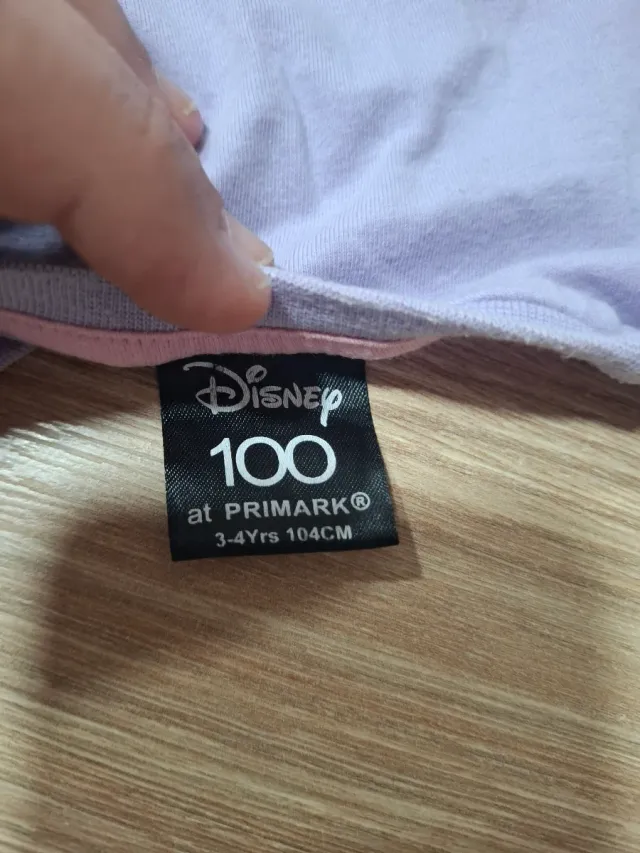 Disney
100
at PRIMARK®
3-4Yrs 104CM